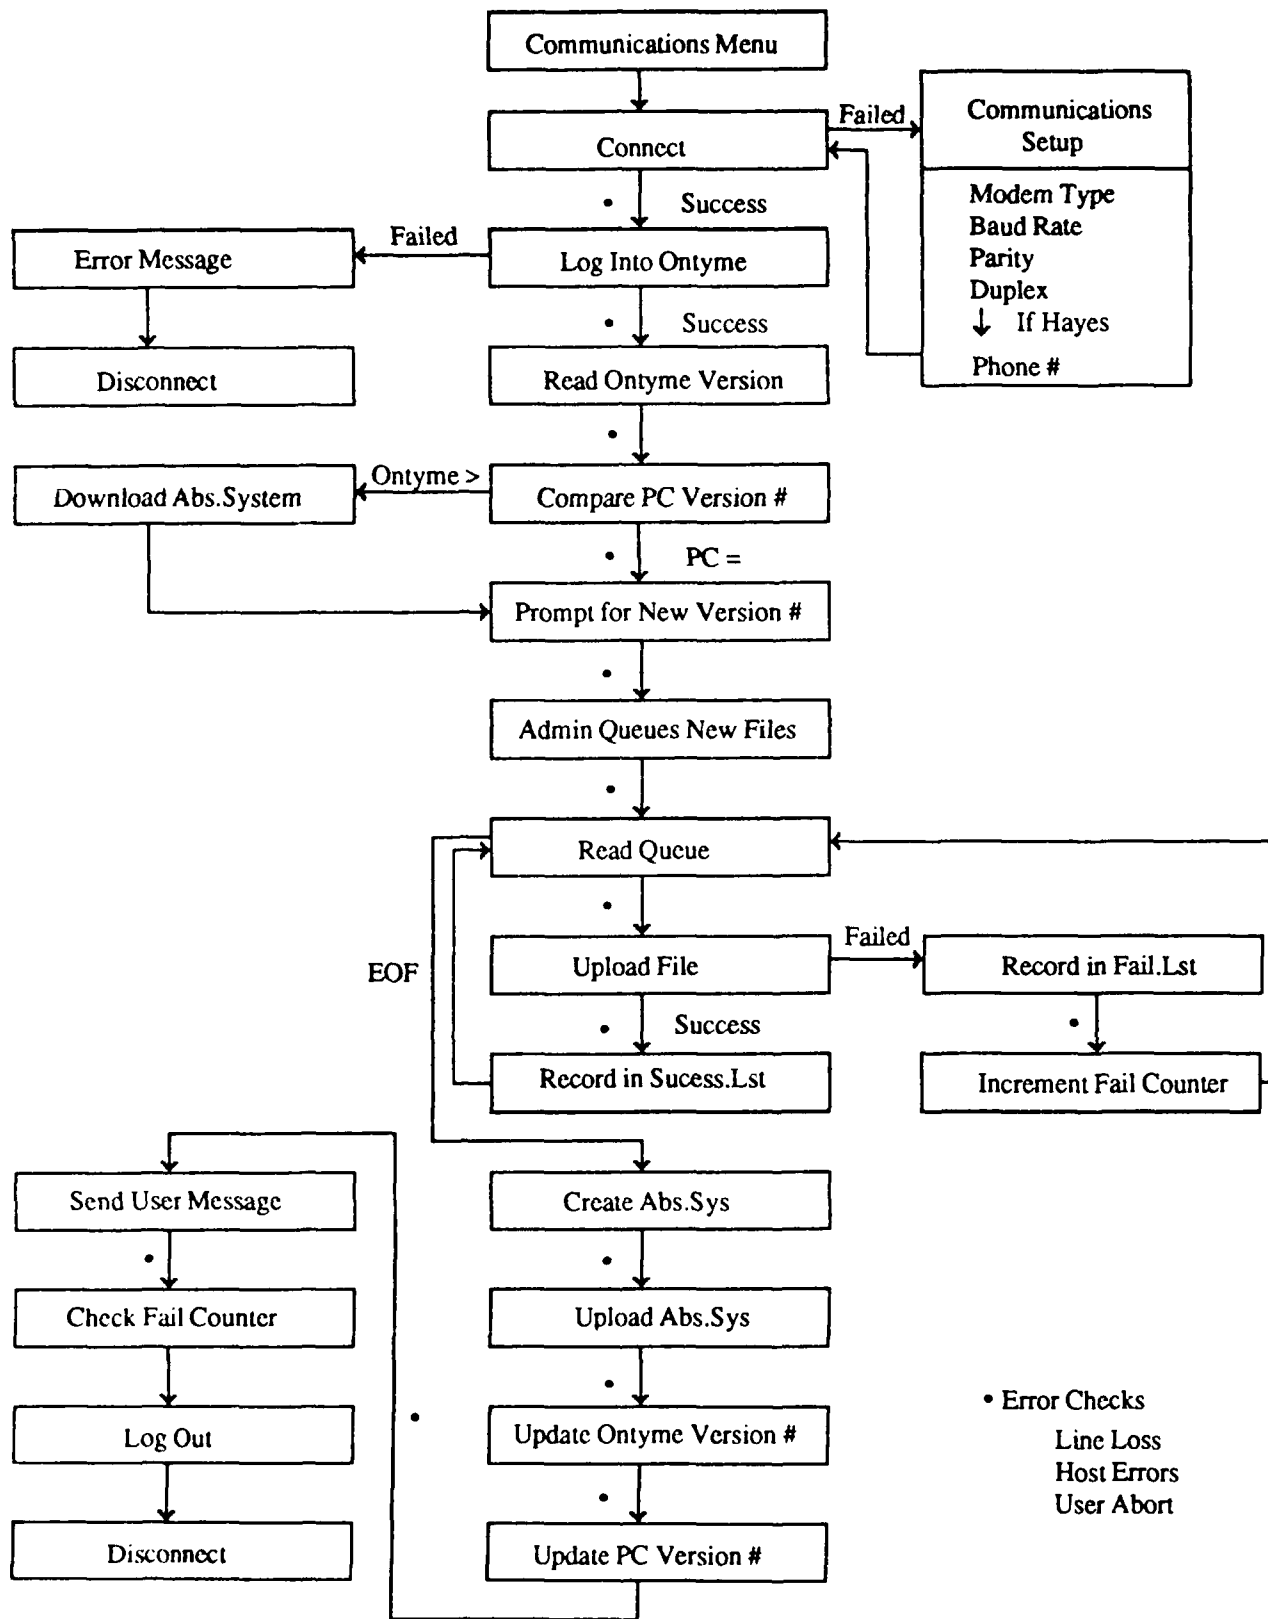 Communications Menu
Failed
Communications
Setup
Connect
Modem Type
Baud Rate
Parity
Duplex
↓ If Hayes
Phone #
• Success
Failed
Error Message
Log Into Ontyme
• Success
Disconnect
Read Ontyme Version
•
Ontyme >
Download Abs.System
Compare PC Version #
• PC =
Prompt for New Version #
•
Admin Queues New Files
•
Read Queue
•
Failed
EOF
Upload File
Record in Fail.Lst
• Success
•
Record in Sucess.Lst
Increment Fail Counter
Send User Message
Create Abs.Sys
•
•
Check Fail Counter
Upload Abs.Sys
•
• Error Checks
Line Loss
Host Errors
User Abort
•
Log Out
Update Ontyme Version #
•
Disconnect
Update PC Version #